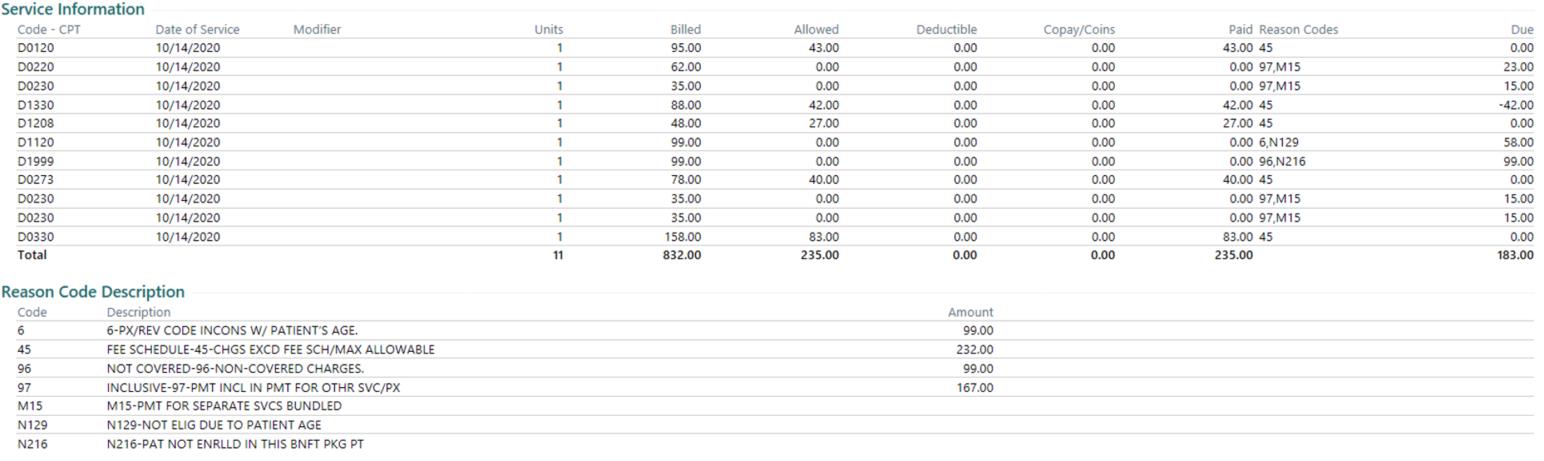 Service Information
Code - CPT Date of Service Modifier Units Billed Allowed Deductible Copay/Coins Paid Reason Codes Due
D0120 10/14/2020 1 95.00 43.00 0.00 0.00 43.00 45 0.00
D0220 10/14/2020 1 62.00 0.00 0.00 0.00 0.00 97,M15 23.00
D0230 10/14/2020 1 35.00 0.00 0.00 0.00 0.00 97,M15 15.00
D1330 10/14/2020 1 88.00 42.00 0.00 0.00 42.00 45 -42.00
D1208 10/14/2020 1 48.00 27.00 0.00 0.00 27.00 45 0.00
D1120 10/14/2020 1 99.00 0.00 0.00 0.00 0.00 6,N129 58.00
D1999 10/14/2020 1 99.00 0.00 0.00 0.00 0.00 96,N216 99.00
D0273 10/14/2020 1 78.00 40.00 0.00 0.00 40.00 45 0.00
D0230 10/14/2020 1 35.00 0.00 0.00 0.00 0.00 97,M15 15.00
D0230 10/14/2020 1 35.00 0.00 0.00 0.00 0.00 97,M15 15.00
D0330 10/14/2020 1 158.00 83.00 0.00 0.00 83.00 45 0.00
Total 11 832.00 235.00 0.00 0.00 235.00 183.00
Reason Code Description
Code Description Amount
6 6-PX/REV CODE INCONS W/ PATIENT'S AGE. 99.00
45 FEE SCHEDULE-45-CHGS EXCD FEE SCH/MAX ALLOWABLE 232.00
96 NOT COVERED-96-NON-COVERED CHARGES. 99.00
97 INCLUSIVE-97-PMT INCL IN PMT FOR OTHR SVC/PX 167.00
M15 M15-PMT FOR SEPARATE SVCS BUNDLED
N129 N129-NOT ELIG DUE TO PATIENT AGE
N216 N216-PAT NOT ENRLLD IN THIS BNFT PKG PT